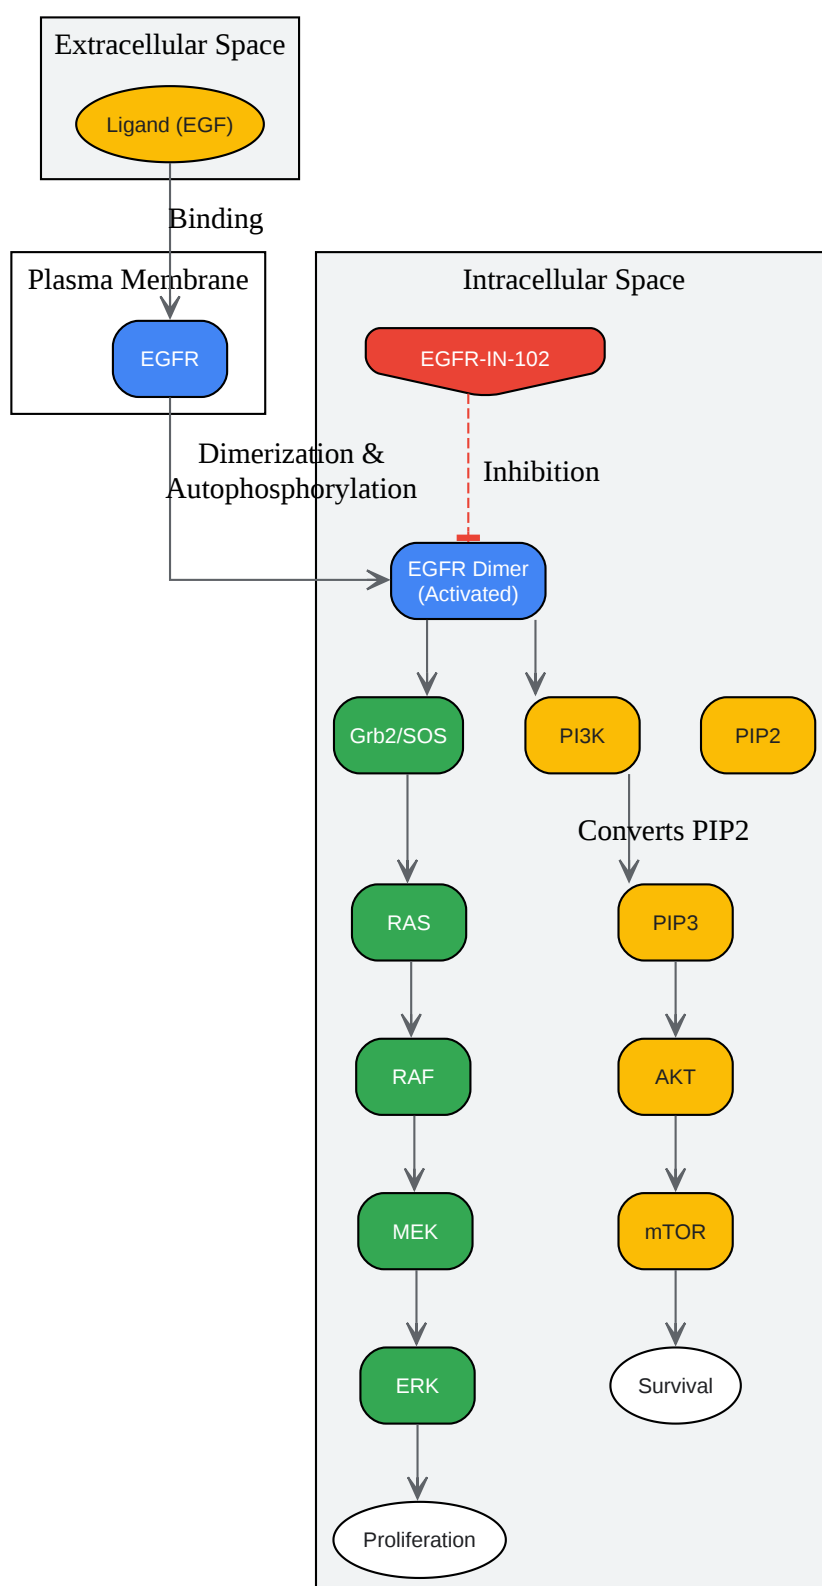 Extracellular Space
Ligand (EGF)
Binding
Plasma Membrane
EGFR
Intracellular Space
EGFR-IN-102
Dimerization &
Autophosphorylation
Inhibition
EGFR Dimer
(Activated)
Grb2/SOS
PI3K
PIP2
Converts PIP2
RAS
PIP3
RAF
AKT
MEK
mTOR
ERK
Survival
Proliferation